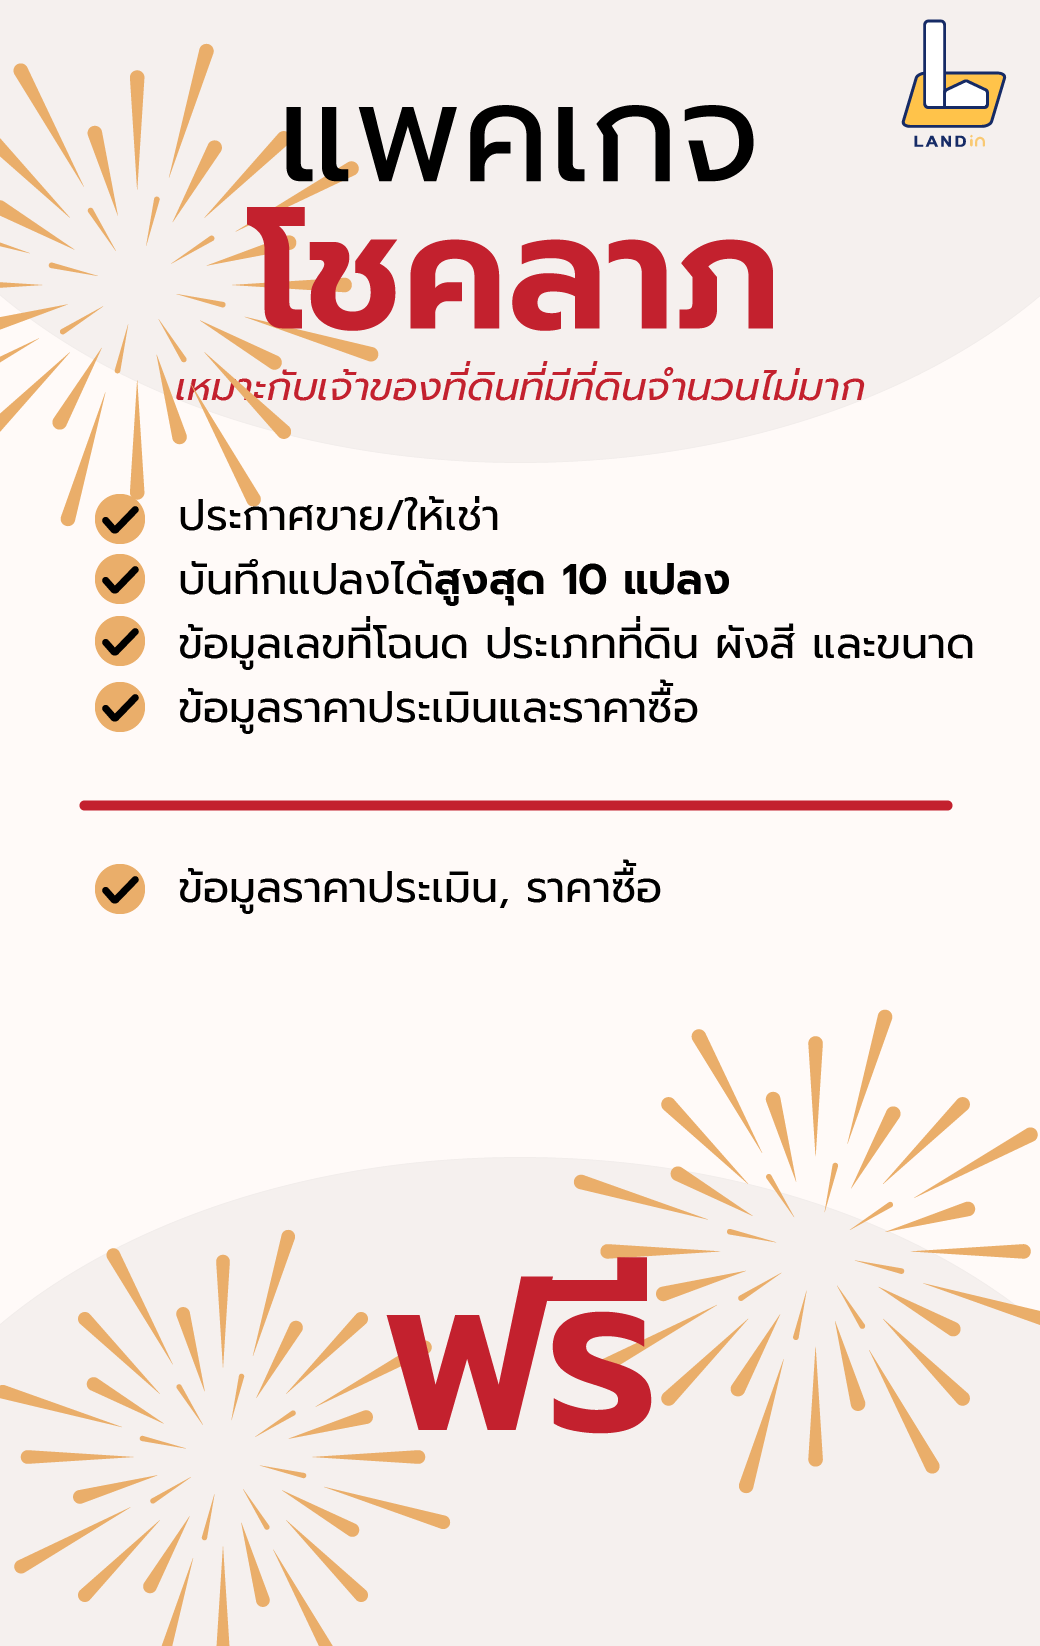 LANDin
แพคเกจ
โชคลาภ
เหมาะกับเจ้าของที่ดินที่มีที่ดินจำนวนไม่มาก
ประกาศขาย/ให้เช่า
บันทึกแปลงได้สูงสุด 10 แปลง
ข้อมูลเลขที่โฉนด ประเภทที่ดิน ผังสี และขนาด
ข้อมูลราคาประเมินและราคาซื้อ
ข้อมูลราคาประเมิน, ราคาซื้อ
ฟรี